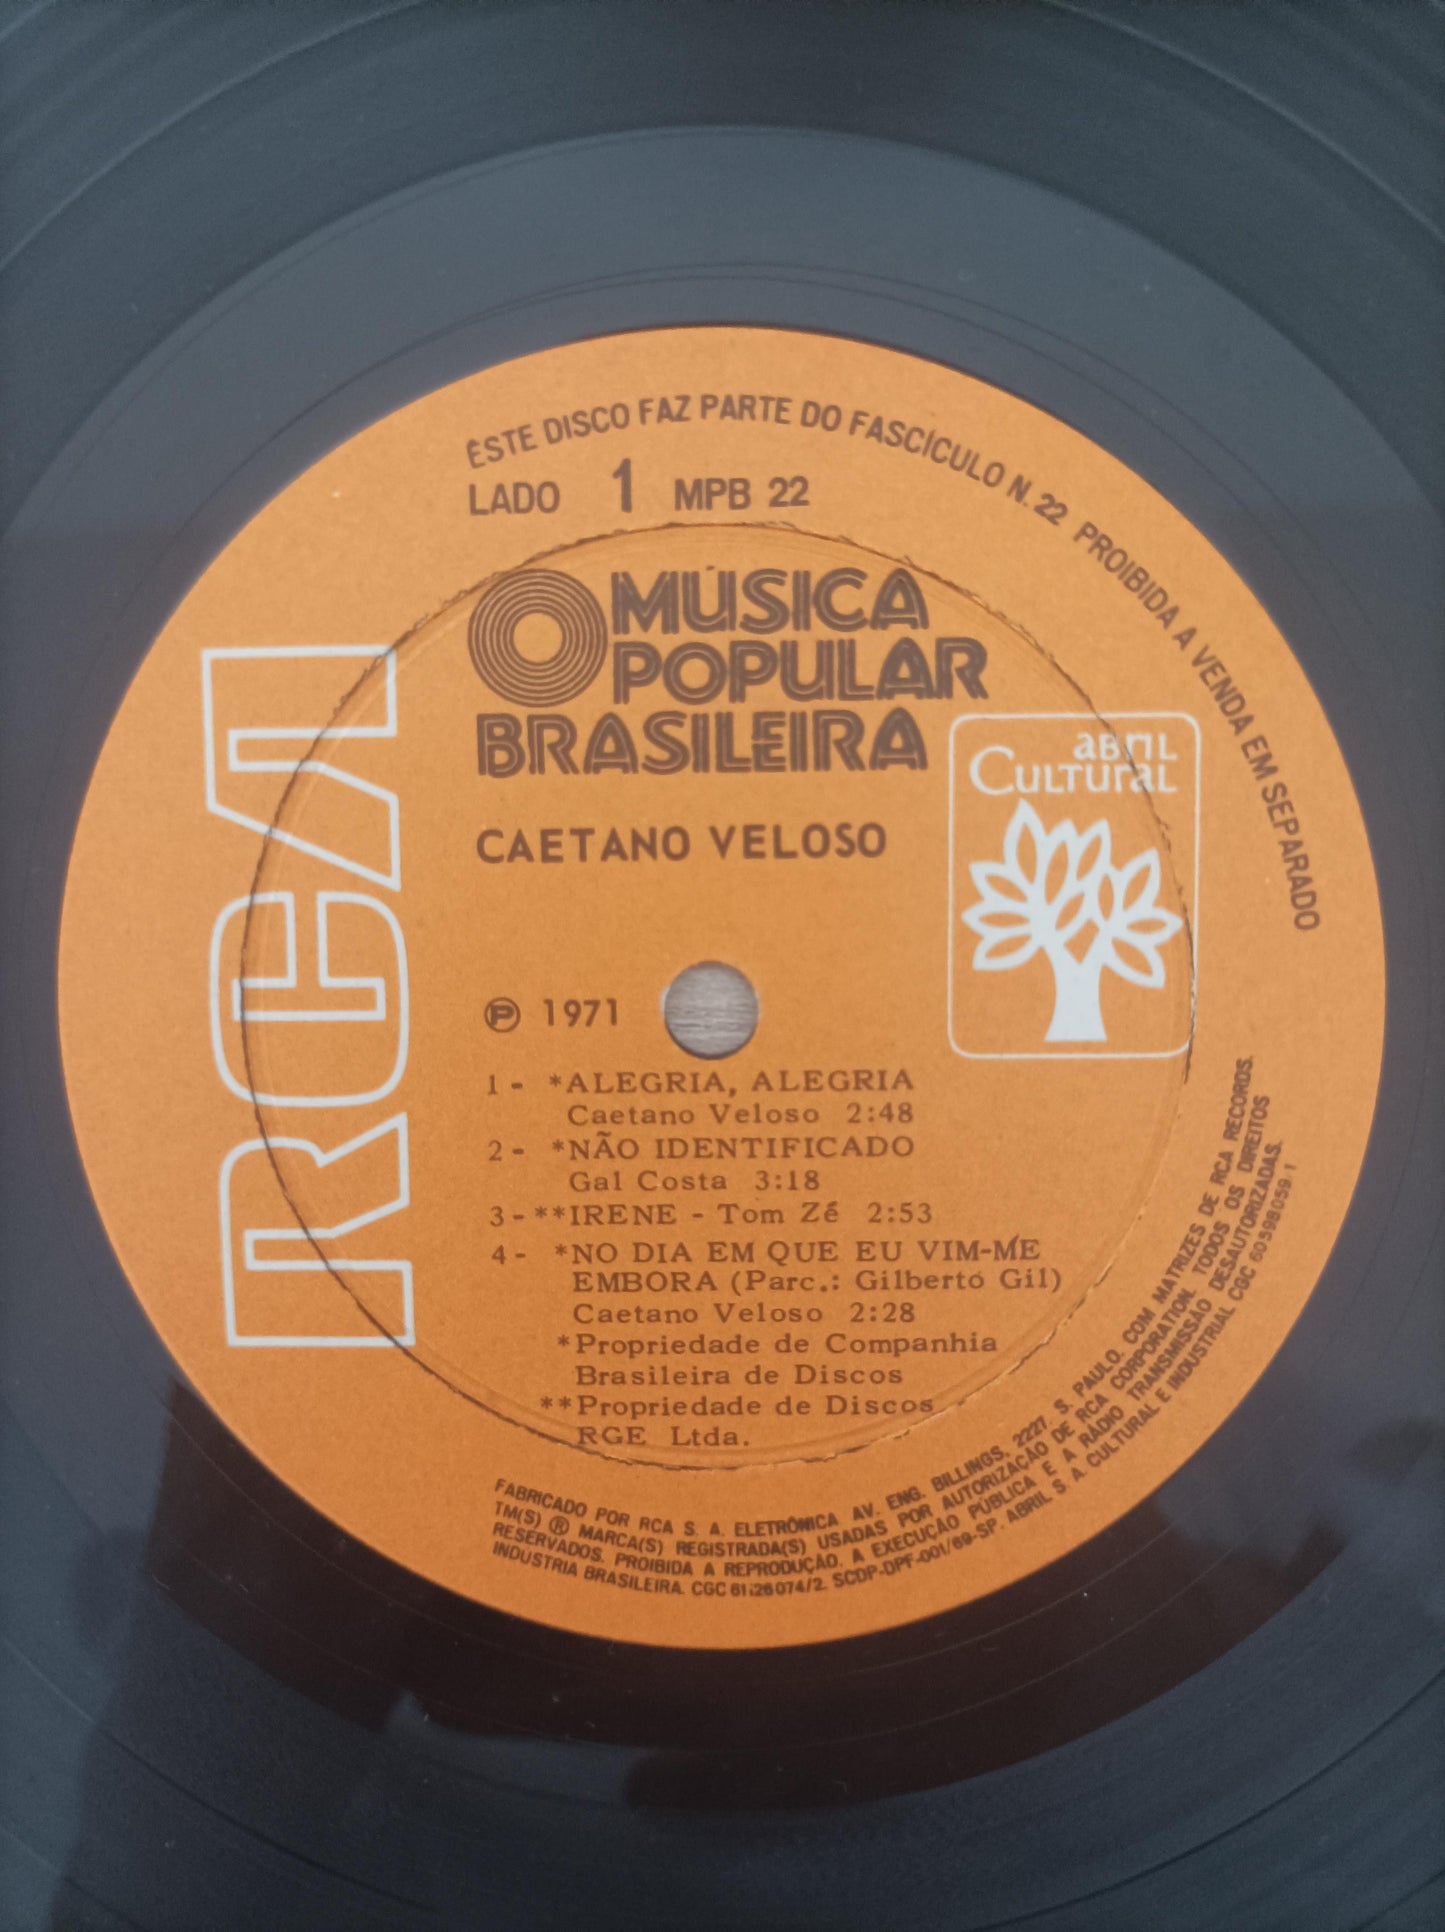 ÊSTE DISCO FAZ PARTE DO FASCÍCULO N. 22 PROIBIDA A VENDA EM SEPARADO
LADO 1 MPB 22
MÚSICA
POPULAR
BRASILEIRA
abril
Cultural
CAETANO VELOSO
RCA
Ⓟ 1971
1 - *ALEGRIA, ALEGRIA
Caetano Veloso 2:48
2 - *NÃO IDENTIFICADO
Gal Costa 3:18
3 - **IRENE - Tom Zé 2:53
4 - *NO DIA EM QUE EU VIM-ME
EMBORA (Parc.: Gilberto Gil)
Caetano Veloso 2:28
*Propriedade de Companhia
Brasileira de Discos
**Propriedade de Discos
RGE Ltda.
FABRICADO POR RCA S. A. ELETRÔNICA AV. ENG. BILLINGS, 2227. S. PAULO. COM MATRIZES DE RCA RECORDS.
TM(S) ® MARCA(S) REGISTRADA(S) USADAS POR AUTORIZAÇÃO DE RCA CORPORATION. TODOS OS DIREITOS
RESERVADOS. PROIBIDA A REPRODUÇÃO, A EXECUÇÃO PÚBLICA E A RÁDIO TRANSMISSÃO DESAUTORIZADAS.
INDUSTRIA BRASILEIRA. CGC SCDP-DPF-001/69-SP. ABRIL S. A. CULTURAL E INDUSTRIAL CGC 60598059-1